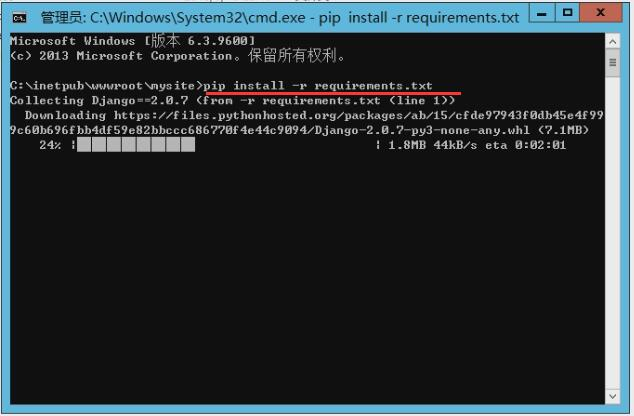 管理员: C:\Windows\System32\cmd.exe - pip  install -r requirements.txt
Microsoft Windows [版本 6.3.9600]
(c) 2013 Microsoft Corporation。保留所有权利。
C:\inetpub\wwwroot\mysite>pip install -r requirements.txt
Collecting Django==2.0.7 (from -r requirements.txt (line 1))
  Downloading https://files.pythonhosted.org/packages/ab/15/cfde97943f0db45e4f99
9c60b696fbb4df59e82bbccc686770f4e44c9094/Django-2.0.7-py3-none-any.whl (7.1MB)
    24% |█████████                       | 1.8MB 44kB/s eta 0:02:01